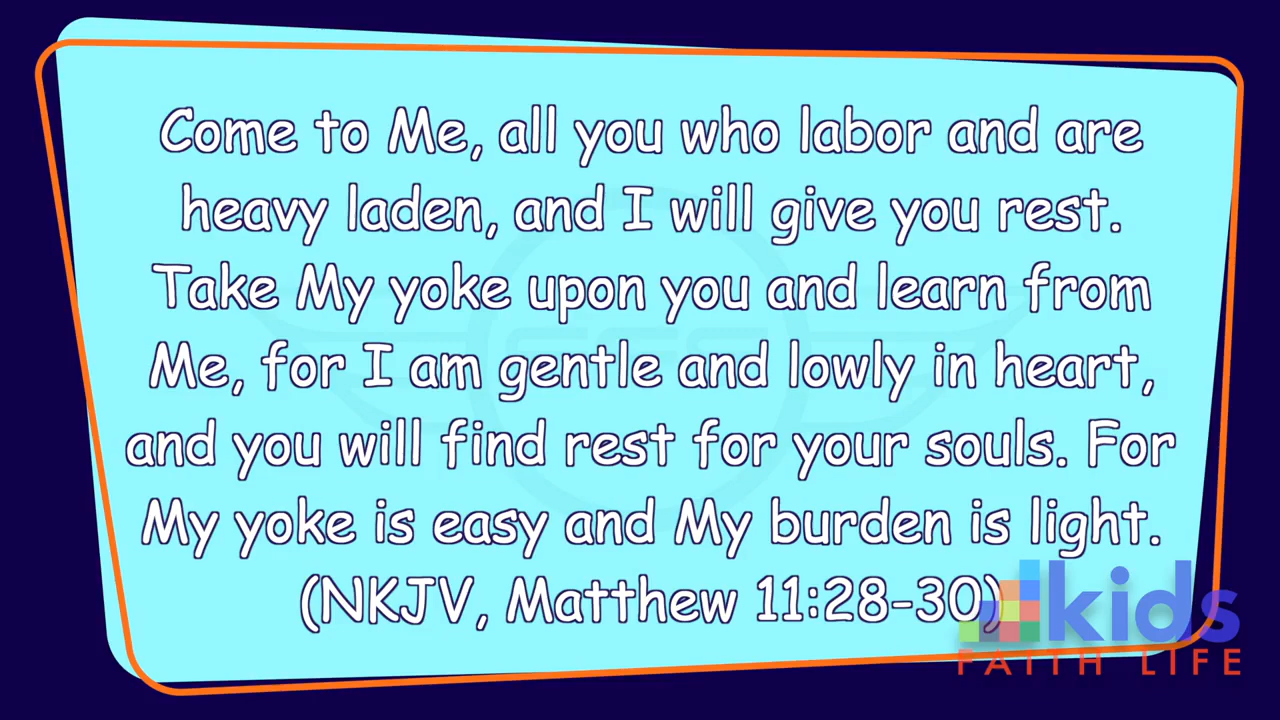 Come to Me, all you who labor and are
heavy laden, and I will give you rest.
Take My yoke upon you and learn from
Me, for I am gentle and lowly in heart,
and you will find rest for your souls. For
My yoke is easy and My burden is light.
(NKJV, Matthew 11:28-30)
kids
FAITH LIFE